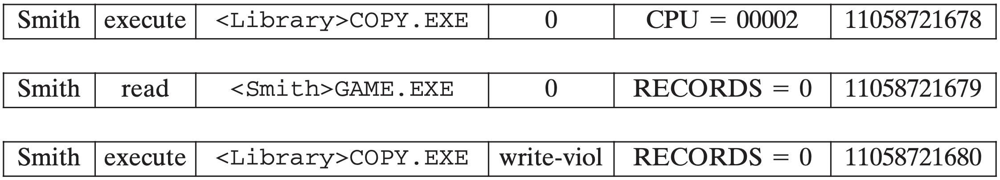 Smith execute <Library>COPY.EXE 0 CPU = 00002 11058721678
Smith read <Smith>GAME.EXE 0 RECORDS = 0 11058721679
Smith execute <Library>COPY.EXE write-viol RECORDS = 0 11058721680